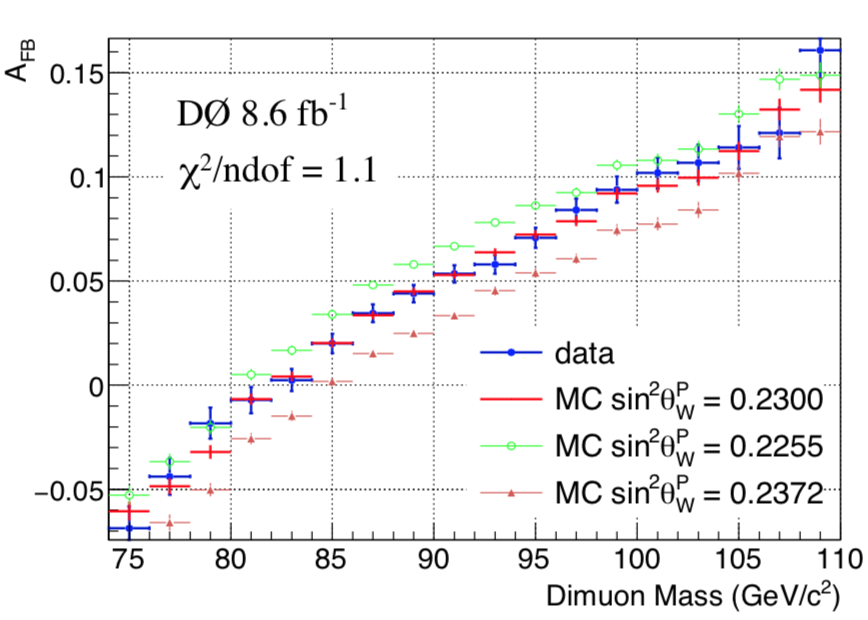 A_FB
0.15
0.1
0.05
0
−0.05
DØ 8.6 fb⁻¹
χ²/ndof = 1.1
data
MC sin²θ_W^P = 0.2300
MC sin²θ_W^P = 0.2255
MC sin²θ_W^P = 0.2372
75 80 85 90 95 100 105 110
Dimuon Mass (GeV/c²)